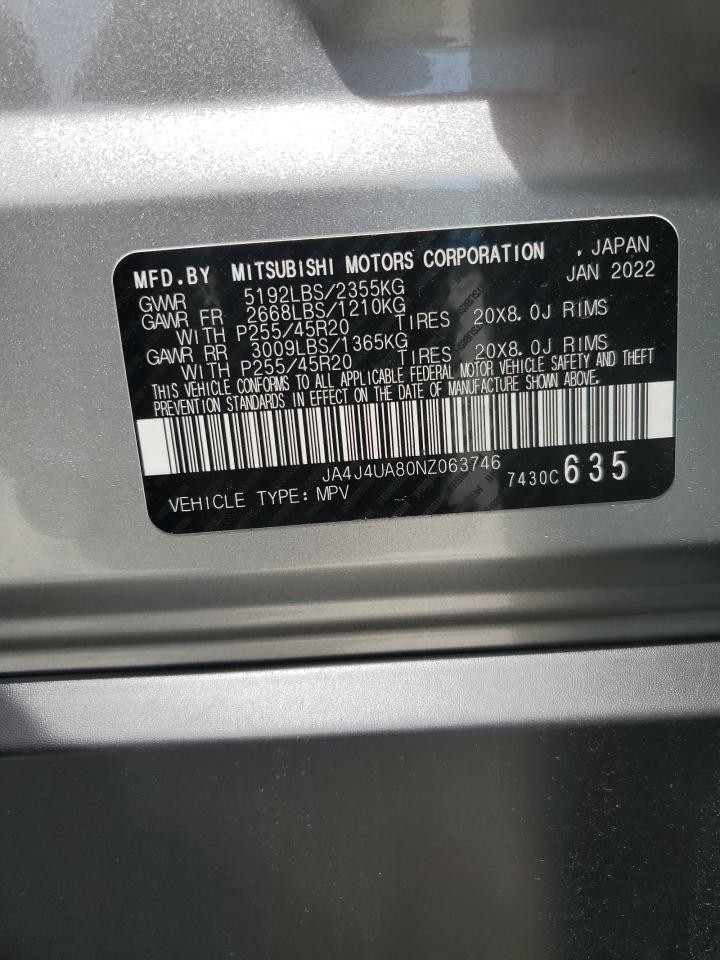 MFD.BY MITSUBISHI MOTORS CORPORATION , JAPAN
JAN 2022
GWWR 5192LBS/2355KG
GAWR FR 2668LBS/1210KG
WITH P255/45R20 TIRES 20X8.0J RIMS
GAWR RR 3009LBS/1365KG
WITH P255/45R20 TIRES 20X8.0J RIMS
THIS VEHICLE CONFORMS TO ALL APPLICABLE FEDERAL MOTOR VEHICLE SAFETY AND THEFT
PREVENTION STANDARDS IN EFFECT ON THE DATE OF MANUFACTURE SHOWN ABOVE.
JA4J4UA80NZ063746
VEHICLE TYPE: MPV 7430C 635